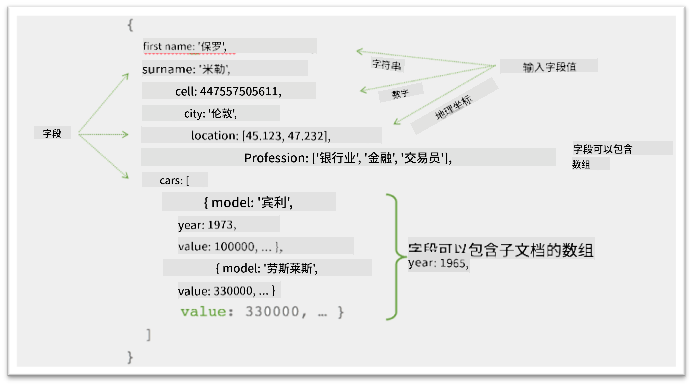 {
first name: '保罗',
surname: '米勒',
cell: 447557505611,
city: '伦敦',
location: [45.123, 47.232],
Profession: ['银行业', '金融', '交易员'],
cars: [
{ model: '宾利',
year: 1973,
value: 100000, ... },
{ model: '劳斯莱斯',
value: 330000, ... }
value: 330000, … }
]
}
字段
字符串
数字
地理坐标
输入字段值
字段可以包含
数组
字段可以包含子文档的数组
year: 1965,